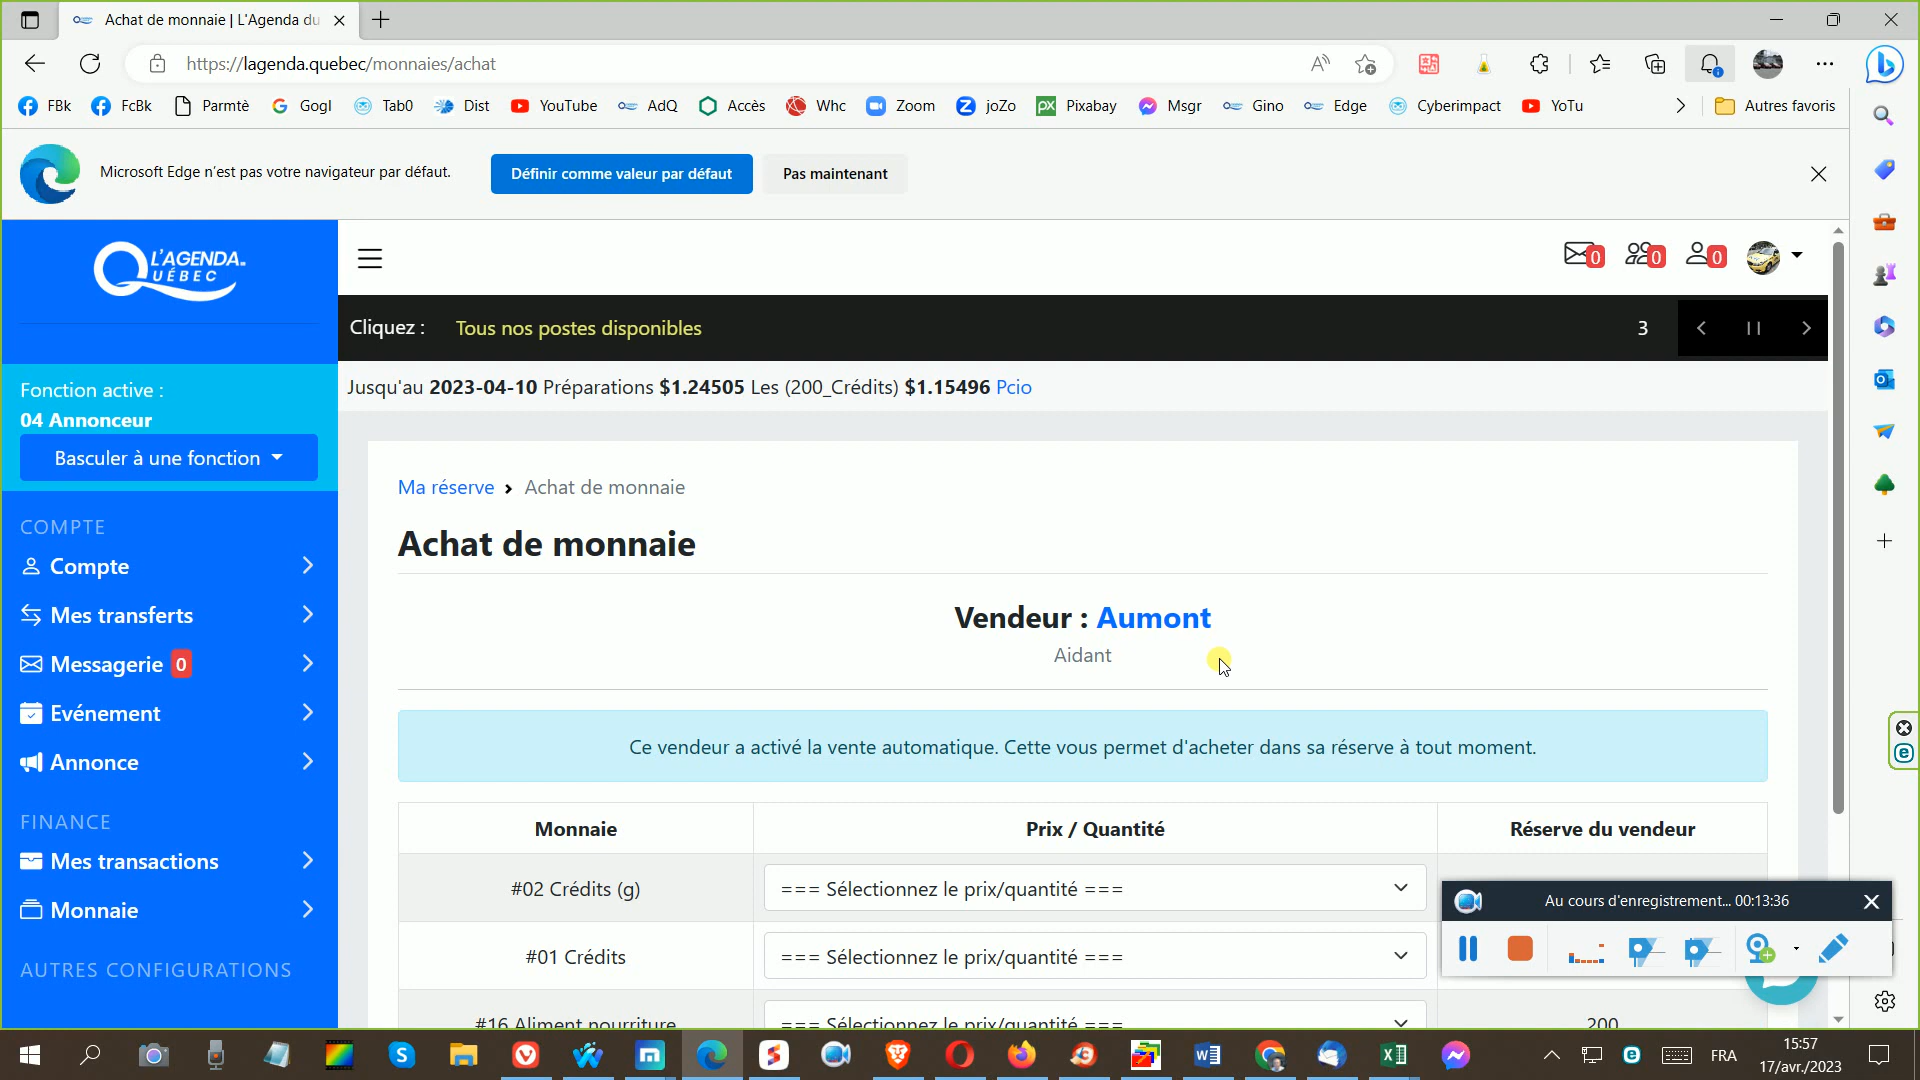 Achat de monnaie | L'Agenda du
https://lagenda.quebec/monnaies/achat
FBk FcBk Parmtè Gogl Tab0 Dist YouTube AdQ Accès Whc Zoom joZo Pixabay Msgr Gino Edge Cyberimpact YoTu Autres favoris
Microsoft Edge n'est pas votre navigateur par défaut. Définir comme valeur par défaut Pas maintenant
L'AGENDA
QUÉBEC
0 0 0
Cliquez : Tous nos postes disponibles 3
Jusqu'au 2023-04-10 Préparations $1.24505 Les (200_Crédits) $1.15496 Pcio
Fonction active :
04 Annonceur
Basculer à une fonction
COMPTE
Compte
Mes transferts
Messagerie 0
Evénement
Annonce
FINANCE
Mes transactions
Monnaie
AUTRES CONFIGURATIONS
Ma réserve › Achat de monnaie
Achat de monnaie
Vendeur : Aumont
Aidant
Ce vendeur a activé la vente automatique. Cette vous permet d'acheter dans sa réserve à tout moment.
Monnaie Prix / Quantité Réserve du vendeur
#02 Crédits (g) === Sélectionnez le prix/quantité ===
#01 Crédits === Sélectionnez le prix/quantité ===
#16 Aliment nourriture === Sélectionnez le prix/quantité === 200
Au cours d'enregistrement... 00:13:36
FRA
15:57
17/avr./2023